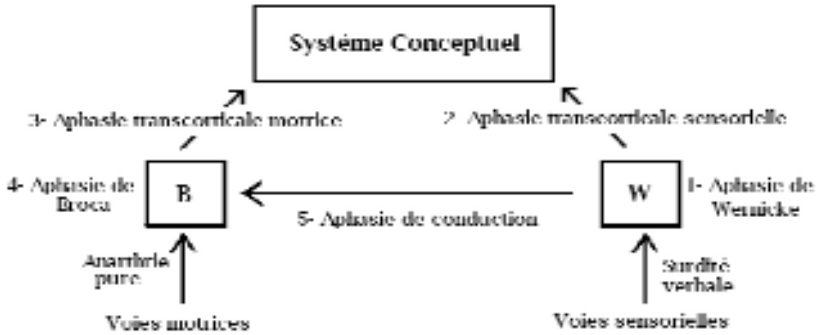 Système Conceptuel
3- Aphasie transcorticale motrice
2- Aphasie transcorticale sensorielle
4- Aphasie de
Broca
B
W
1- Aphasie de
Wernicke
5- Aphasie de conduction
Anarthrie
pure
Surdité
verbale
Voies motrices
Voies sensorielles